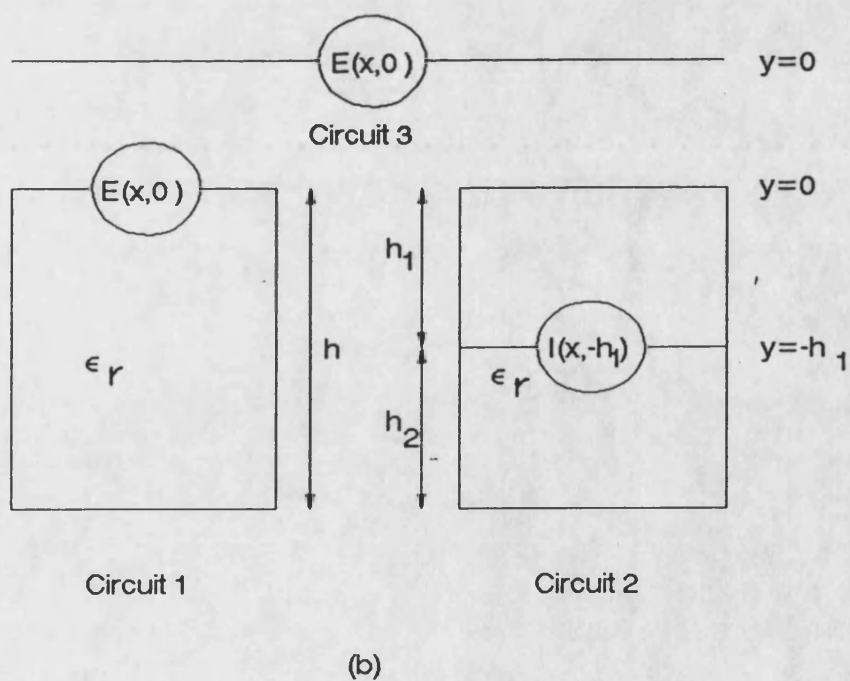 E(x,0)
y=0
Circuit 3
E(x,0)
y=0
h₁
h
I(x,-h₁)
y=-h₁
ϵᵣ
ϵᵣ
h₂
Circuit 1
Circuit 2
(b)